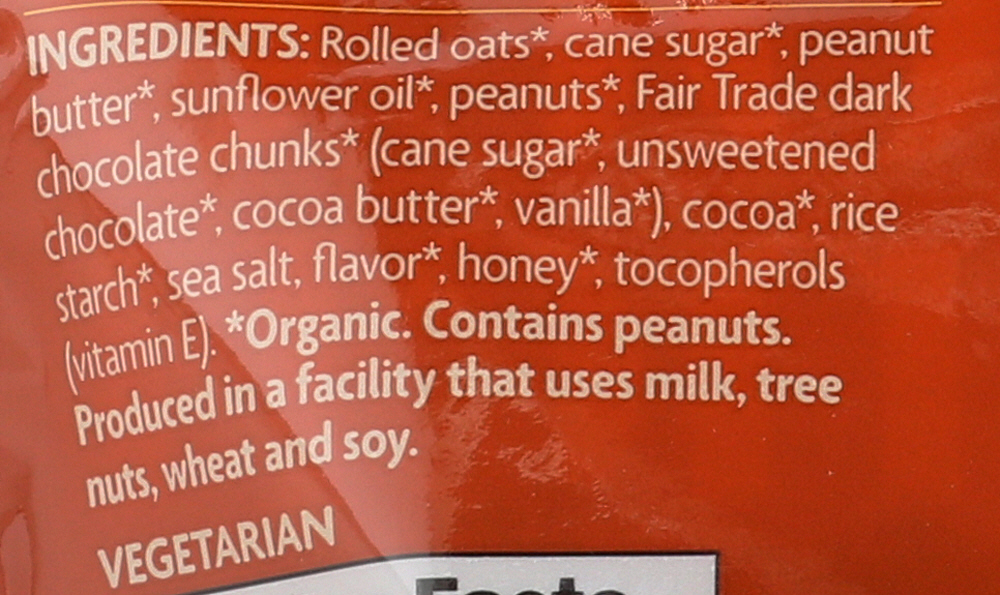 INGREDIENTS: Rolled oats*, cane sugar*, peanut
butter*, sunflower oil*, peanuts*, Fair Trade dark
chocolate chunks* (cane sugar*, unsweetened
chocolate*, cocoa butter*, vanilla*), cocoa*, rice
starch*, sea salt, flavor*, honey*, tocopherols
(vitamin E). *Organic. Contains peanuts.
Produced in a facility that uses milk, tree
nuts, wheat and soy.
VEGETARIAN
Facts